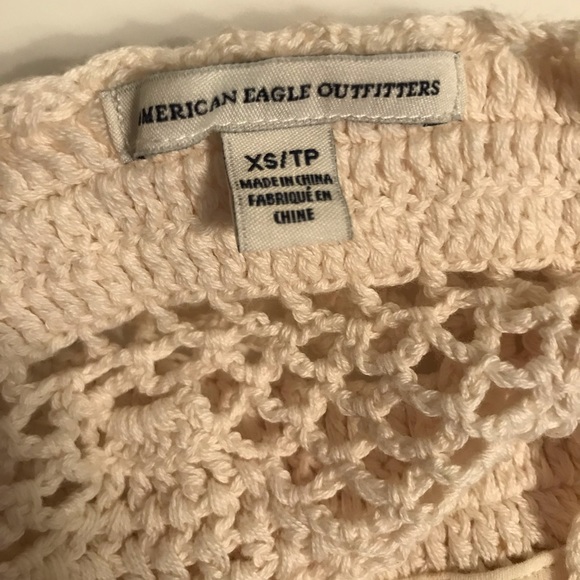 AMERICAN EAGLE OUTFITTERS
XS/TP
MADE IN CHINA
FABRIQUÉ EN
CHINE